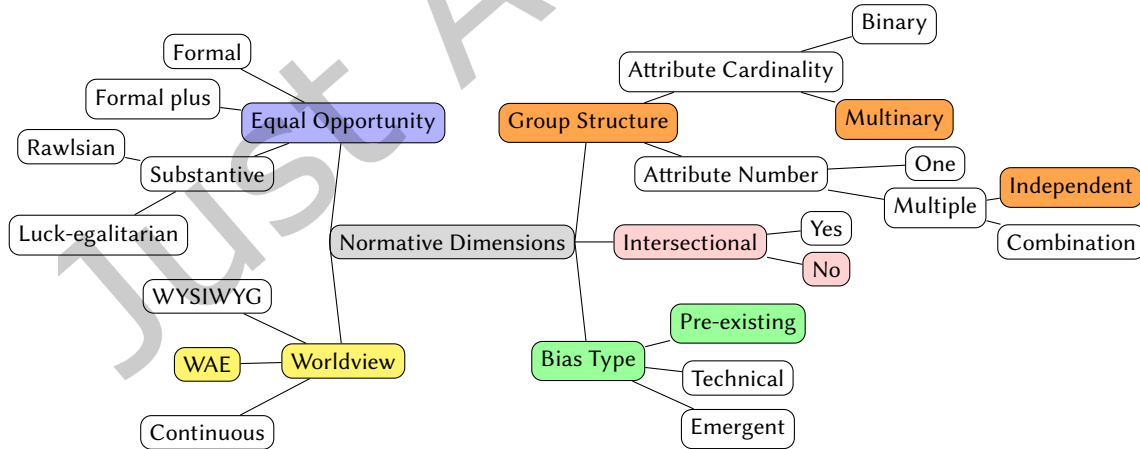 Formal
Formal plus
Equal Opportunity
Rawlsian
Substantive
Luck-egalitarian
Normative Dimensions
WYSIWYG
WAE
Worldview
Continuous
Binary
Attribute Cardinality
Group Structure
Multinary
Attribute Number
One
Multiple
Independent
Combination
Intersectional
Yes
No
Pre-existing
Bias Type
Technical
Emergent
Just A